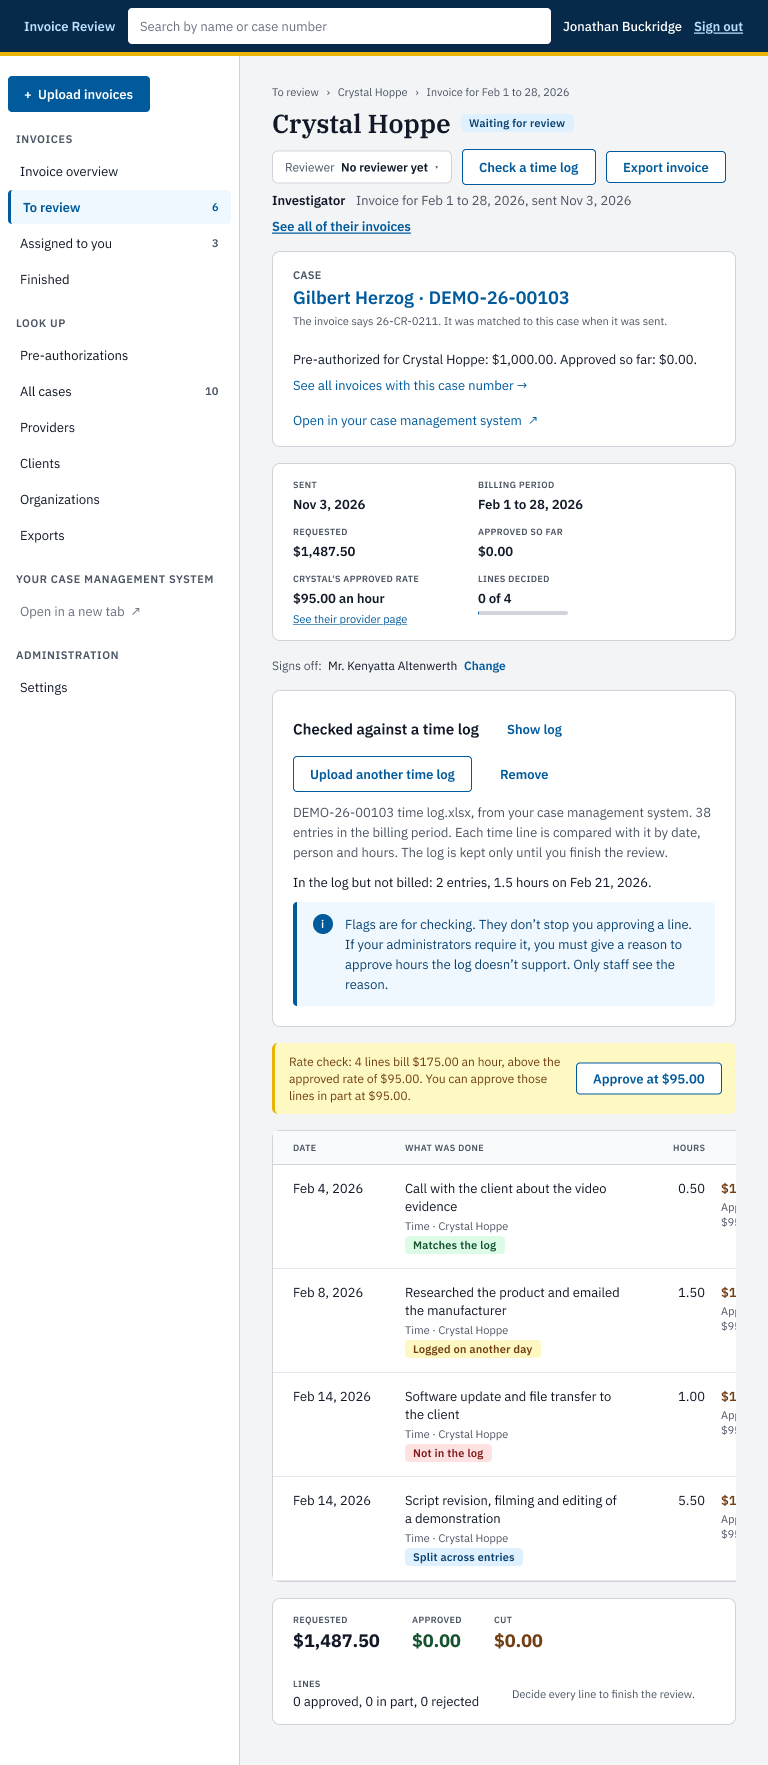 Invoice Review
Search by name or case number
Jonathan Buckridge
Sign out
+ Upload invoices
INVOICES
Invoice overview
To review 6
Assigned to you 3
Finished
LOOK UP
Pre-authorizations
All cases 10
Providers
Clients
Organizations
Exports
YOUR CASE MANAGEMENT SYSTEM
Open in a new tab ↗
ADMINISTRATION
Settings
To review › Crystal Hoppe › Invoice for Feb 1 to 28, 2026
Crystal Hoppe Waiting for review
Reviewer No reviewer yet
Check a time log
Export invoice
Investigator Invoice for Feb 1 to 28, 2026, sent Nov 3, 2026
See all of their invoices
CASE
Gilbert Herzog · DEMO-26-00103
The invoice says 26-CR-0211. It was matched to this case when it was sent.
Pre-authorized for Crystal Hoppe: $1,000.00. Approved so far: $0.00.
See all invoices with this case number →
Open in your case management system ↗
SENT
Nov 3, 2026
BILLING PERIOD
Feb 1 to 28, 2026
REQUESTED
$1,487.50
APPROVED SO FAR
$0.00
CRYSTAL'S APPROVED RATE
$95.00 an hour
See their provider page
LINES DECIDED
0 of 4
Signs off: Mr. Kenyatta Altenwerth Change
Checked against a time log Show log
Upload another time log Remove
DEMO-26-00103 time log.xlsx, from your case management system. 38
entries in the billing period. Each time line is compared with it by date,
person and hours. The log is kept only until you finish the review.
In the log but not billed: 2 entries, 1.5 hours on Feb 21, 2026.
i
Flags are for checking. They don’t stop you approving a line.
If your administrators require it, you must give a reason to
approve hours the log doesn’t support. Only staff see the
reason.
Rate check: 4 lines bill $175.00 an hour, above the
approved rate of $95.00. You can approve those
lines in part at $95.00.
Approve at $95.00
DATE WHAT WAS DONE HOURS
Feb 4, 2026
Call with the client about the video
evidence
Time · Crystal Hoppe
Matches the log
0.50
Feb 8, 2026
Researched the product and emailed
the manufacturer
Time · Crystal Hoppe
Logged on another day
1.50
Feb 14, 2026
Software update and file transfer to
the client
Time · Crystal Hoppe
Not in the log
1.00
Feb 14, 2026
Script revision, filming and editing of
a demonstration
Time · Crystal Hoppe
Split across entries
5.50
REQUESTED
$1,487.50
APPROVED
$0.00
CUT
$0.00
LINES
0 approved, 0 in part, 0 rejected
Decide every line to finish the review.